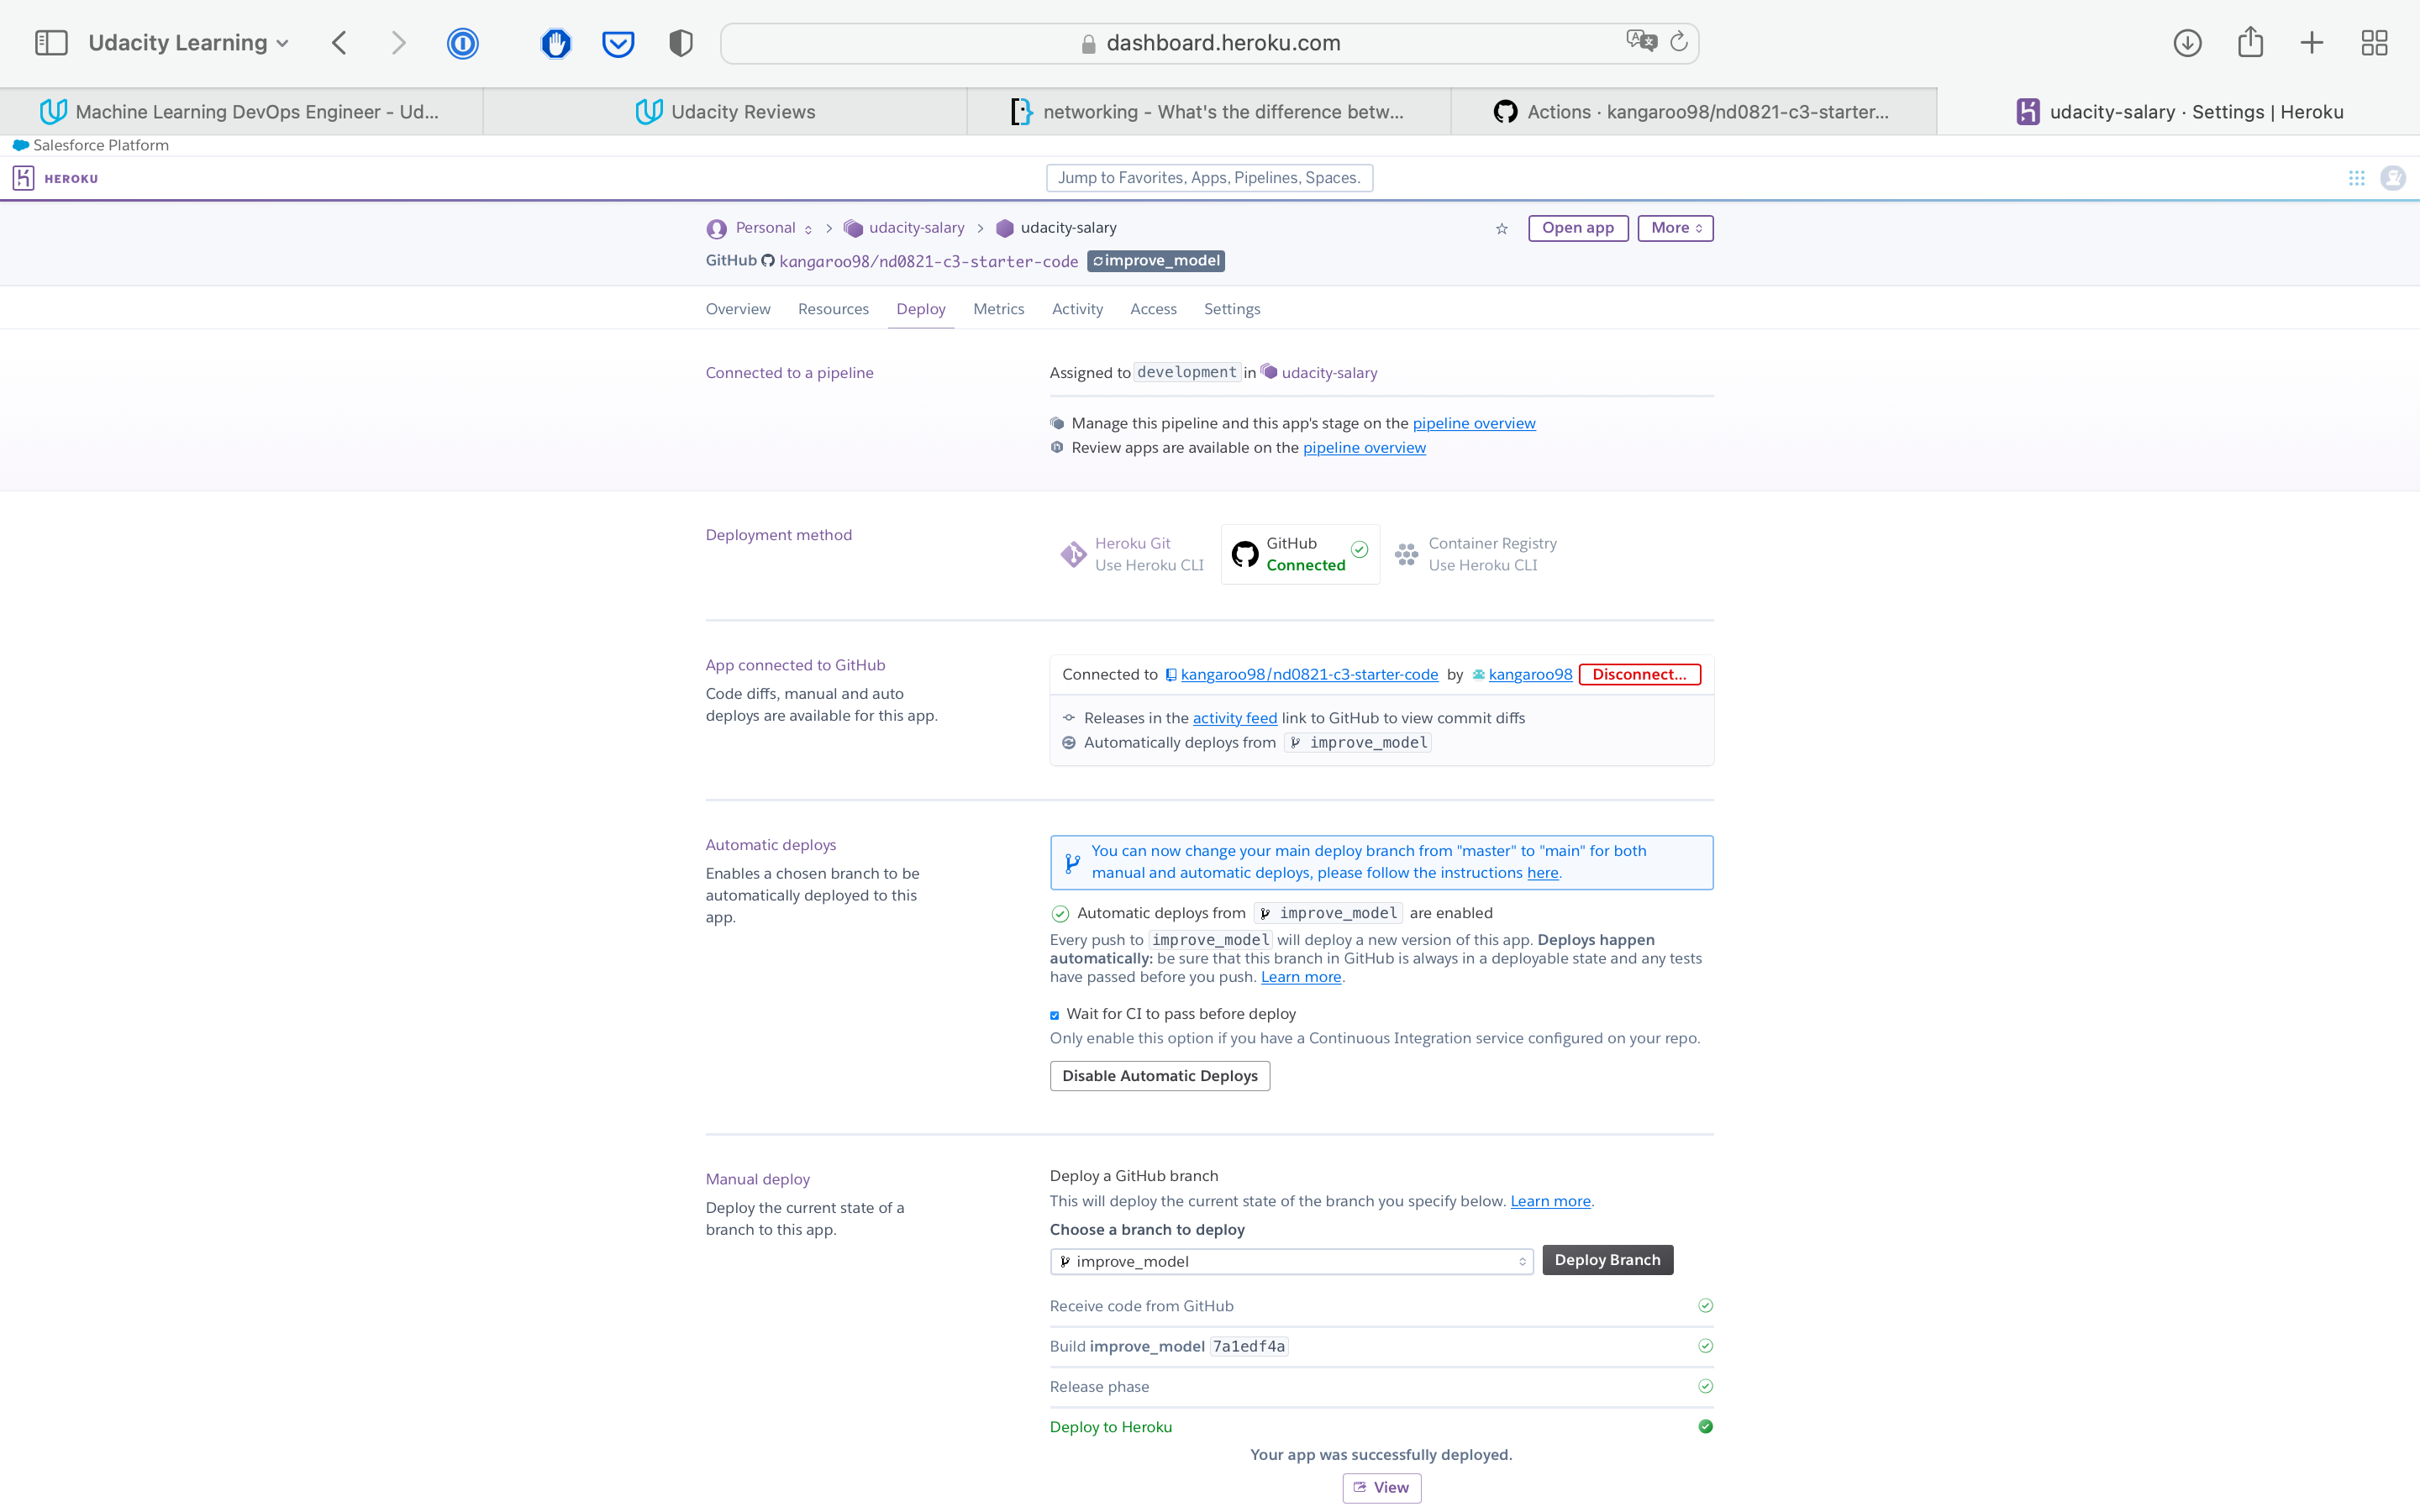 Udacity Learning
dashboard.heroku.com
Machine Learning DevOps Engineer - Ud...
Udacity Reviews
networking - What's the difference betw...
Actions · kangaroo98/nd0821-c3-starter...
udacity-salary · Settings | Heroku
Salesforce Platform
HEROKU
Jump to Favorites, Apps, Pipelines, Spaces.
Personal > udacity-salary > udacity-salary
Open app
More
GitHub kangaroo98/nd0821-c3-starter-code improve_model
Overview Resources Deploy Metrics Activity Access Settings
Connected to a pipeline
Assigned to development in udacity-salary
Manage this pipeline and this app's stage on the pipeline overview
Review apps are available on the pipeline overview
Deployment method
Heroku Git
Use Heroku CLI
GitHub
Connected
Container Registry
Use Heroku CLI
App connected to GitHub
Code diffs, manual and auto
deploys are available for this app.
Connected to kangaroo98/nd0821-c3-starter-code by kangaroo98 Disconnect...
Releases in the activity feed link to GitHub to view commit diffs
Automatically deploys from improve_model
Automatic deploys
Enables a chosen branch to be
automatically deployed to this
app.
You can now change your main deploy branch from "master" to "main" for both
manual and automatic deploys, please follow the instructions here.
Automatic deploys from improve_model are enabled
Every push to improve_model will deploy a new version of this app. Deploys happen
automatically: be sure that this branch in GitHub is always in a deployable state and any tests
have passed before you push. Learn more.
Wait for CI to pass before deploy
Only enable this option if you have a Continuous Integration service configured on your repo.
Disable Automatic Deploys
Manual deploy
Deploy the current state of a
branch to this app.
Deploy a GitHub branch
This will deploy the current state of the branch you specify below. Learn more.
Choose a branch to deploy
improve_model
Deploy Branch
Receive code from GitHub
Build improve_model 7a1edf4a
Release phase
Deploy to Heroku
Your app was successfully deployed.
View